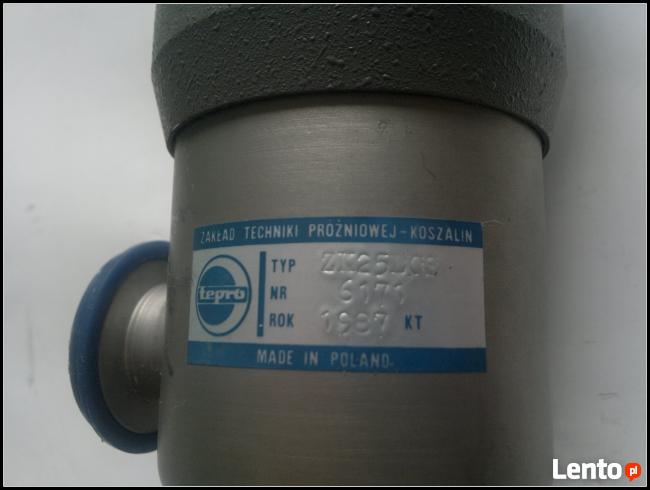 ZAKŁAD TECHNIKI PRÓŻNIOWEJ-KOSZALIN
tepro
TYP
NR 6171
ROK 1987 KT
MADE IN POLAND
Lento.pl